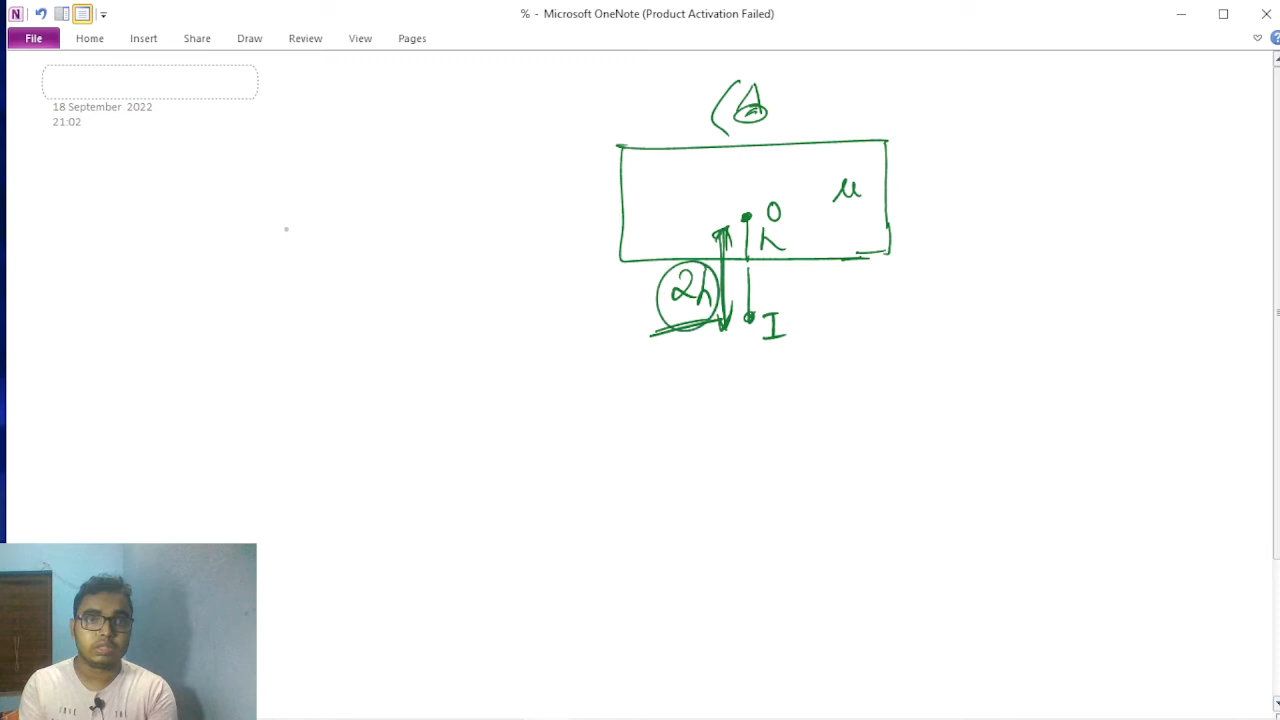 % - Microsoft OneNote (Product Activation Failed)
File Home Insert Share Draw Review View Pages
18 September 2022
21:02
μ
O
h
2h
I